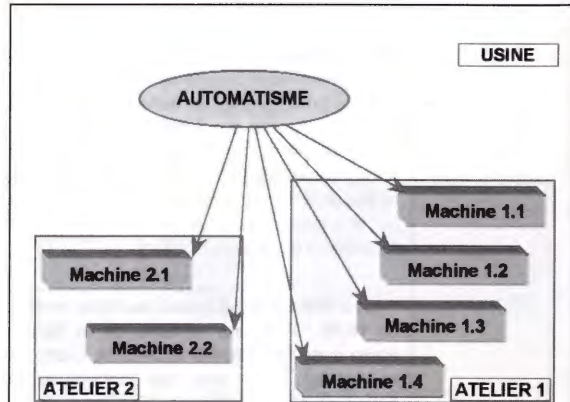 USINE
AUTOMATISME
Machine 1.1
Machine 1.2
Machine 1.3
Machine 1.4
ATELIER 1
Machine 2.1
Machine 2.2
ATELIER 2